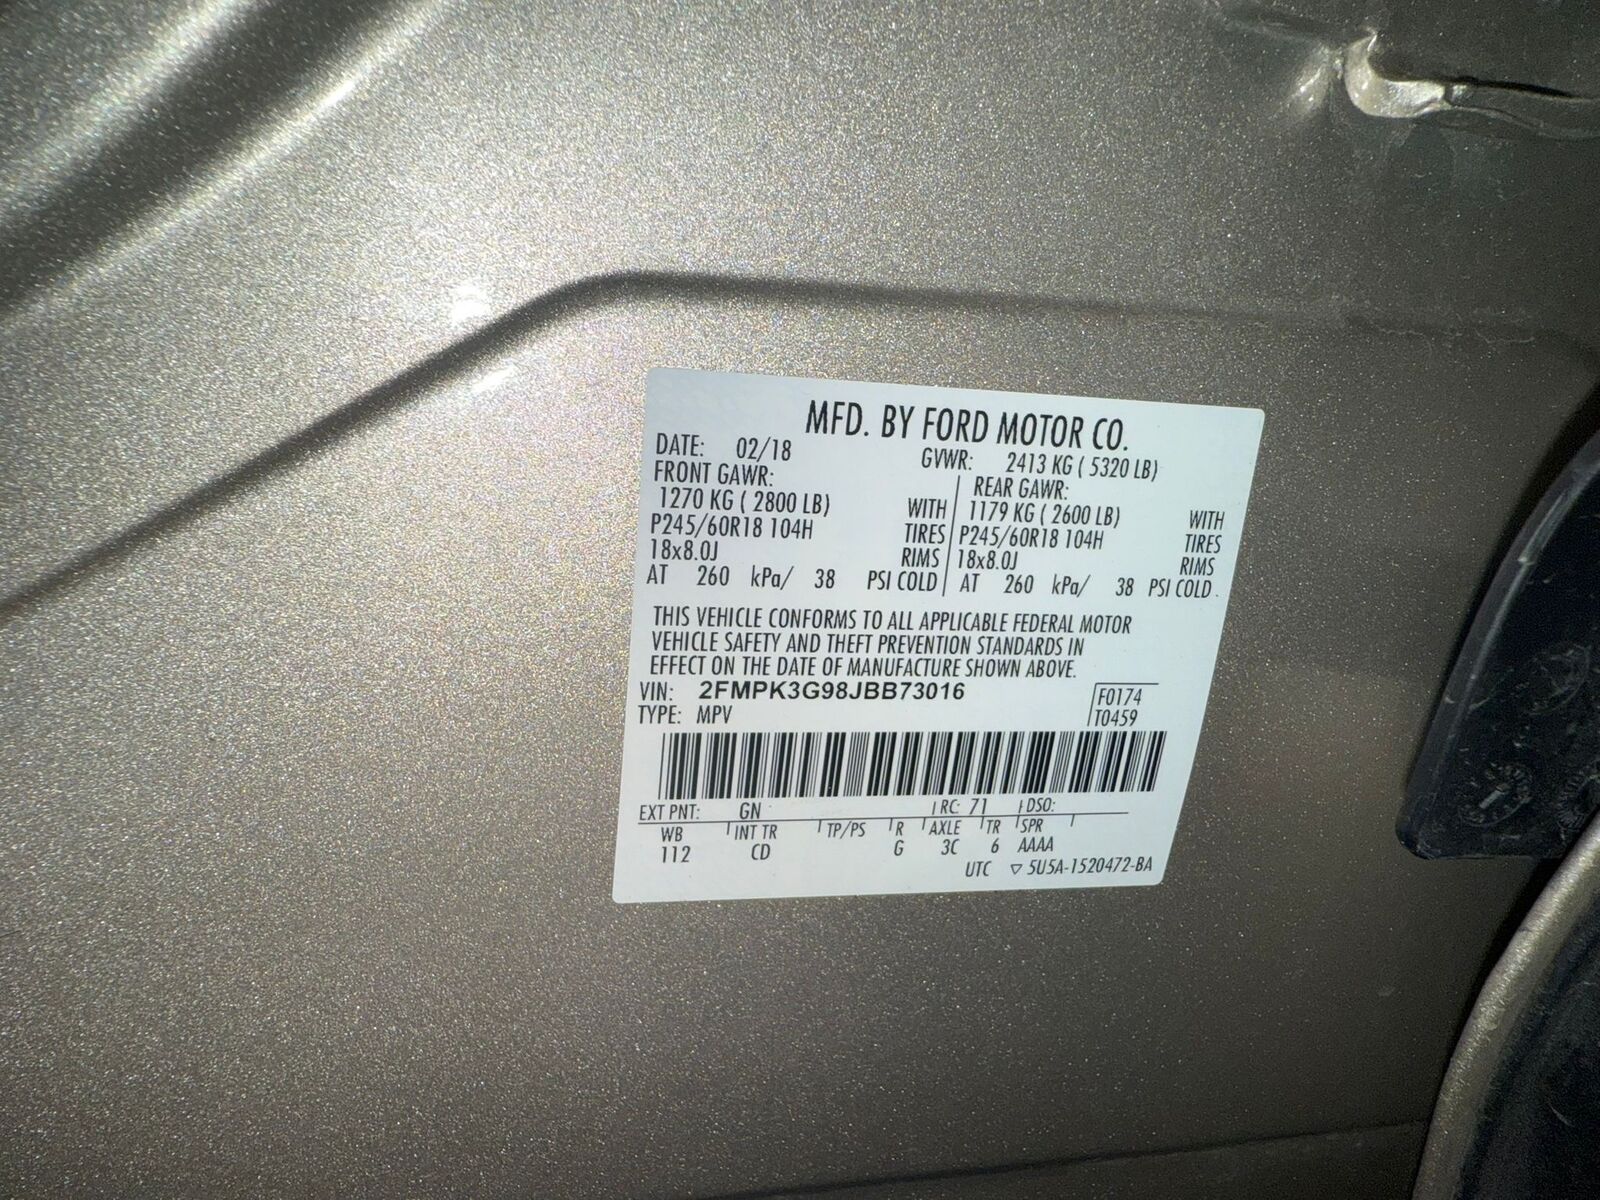 MFD. BY FORD MOTOR CO.
DATE: 02/18 GVWR: 2413 KG ( 5320 LB)
FRONT GAWR: REAR GAWR:
1270 KG ( 2800 LB) WITH 1179 KG ( 2600 LB) WITH
P245/60R18 104H TIRES P245/60R18 104H TIRES
18x8.0J RIMS 18x8.0J RIMS
AT 260 kPa/ 38 PSI COLD AT 260 kPa/ 38 PSI COLD
THIS VEHICLE CONFORMS TO ALL APPLICABLE FEDERAL MOTOR
VEHICLE SAFETY AND THEFT PREVENTION STANDARDS IN
EFFECT ON THE DATE OF MANUFACTURE SHOWN ABOVE.
VIN: 2FMPK3G98JBB73016 F0174
TYPE: MPV T0459
EXT PNT: GN RC: 71 DSO:
WB INT TR TP/PS R AXLE TR SPR
112 CD G 3C 6 AAAA
UTC ▽ 5U5A-1520472-BA